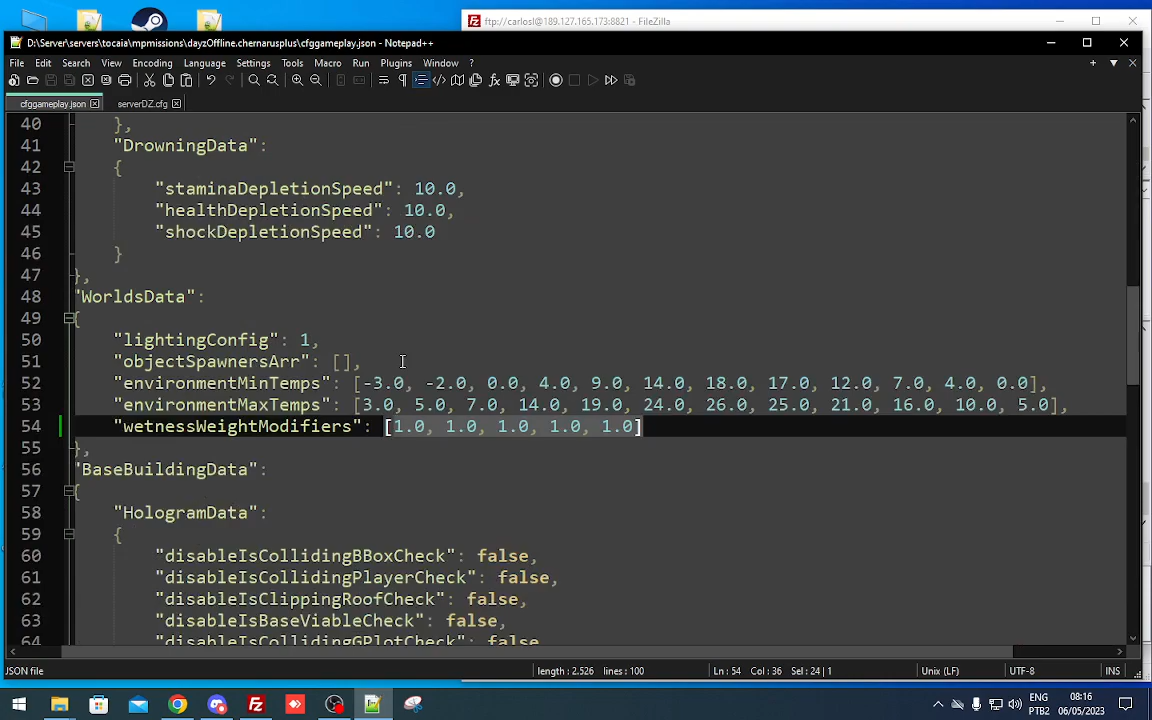 ftp://carlosl@189.127.165.173:8821 - FileZilla
D:\Server\servers\tocaia\mpmissions\dayzOffline.chernarusplus\cfggameplay.json - Notepad++
File Edit Search View Encoding Language Settings Tools Macro Run Plugins Window ?
cfggameplay.json serverDZ.cfg
40 },
41 "DrowningData":
42 {
43 "staminaDepletionSpeed": 10.0,
44 "healthDepletionSpeed": 10.0,
45 "shockDepletionSpeed": 10.0
46 }
47 },
48 "WorldsData":
49 {
50 "lightingConfig": 1,
51 "objectSpawnersArr": [],
52 "environmentMinTemps": [-3.0, -2.0, 0.0, 4.0, 9.0, 14.0, 18.0, 17.0, 12.0, 7.0, 4.0, 0.0],
53 "environmentMaxTemps": [3.0, 5.0, 7.0, 14.0, 19.0, 24.0, 26.0, 25.0, 21.0, 16.0, 10.0, 5.0],
54 "wetnessWeightModifiers": [1.0, 1.0, 1.0, 1.0, 1.0]
55 },
56 "BaseBuildingData":
57 {
58 "HologramData":
59 {
60 "disableIsCollidingBBoxCheck": false,
61 "disableIsCollidingPlayerCheck": false,
62 "disableIsClippingRoofCheck": false,
63 "disableIsBaseViableCheck": false,
64 "disableIsCollidingGPlotCheck": false
JSON file length : 2.526 lines : 100 Ln : 54 Col : 36 Sel : 24 | 1 Unix (LF) UTF-8 INS
ENG 08:16
PTB2 06/05/2023